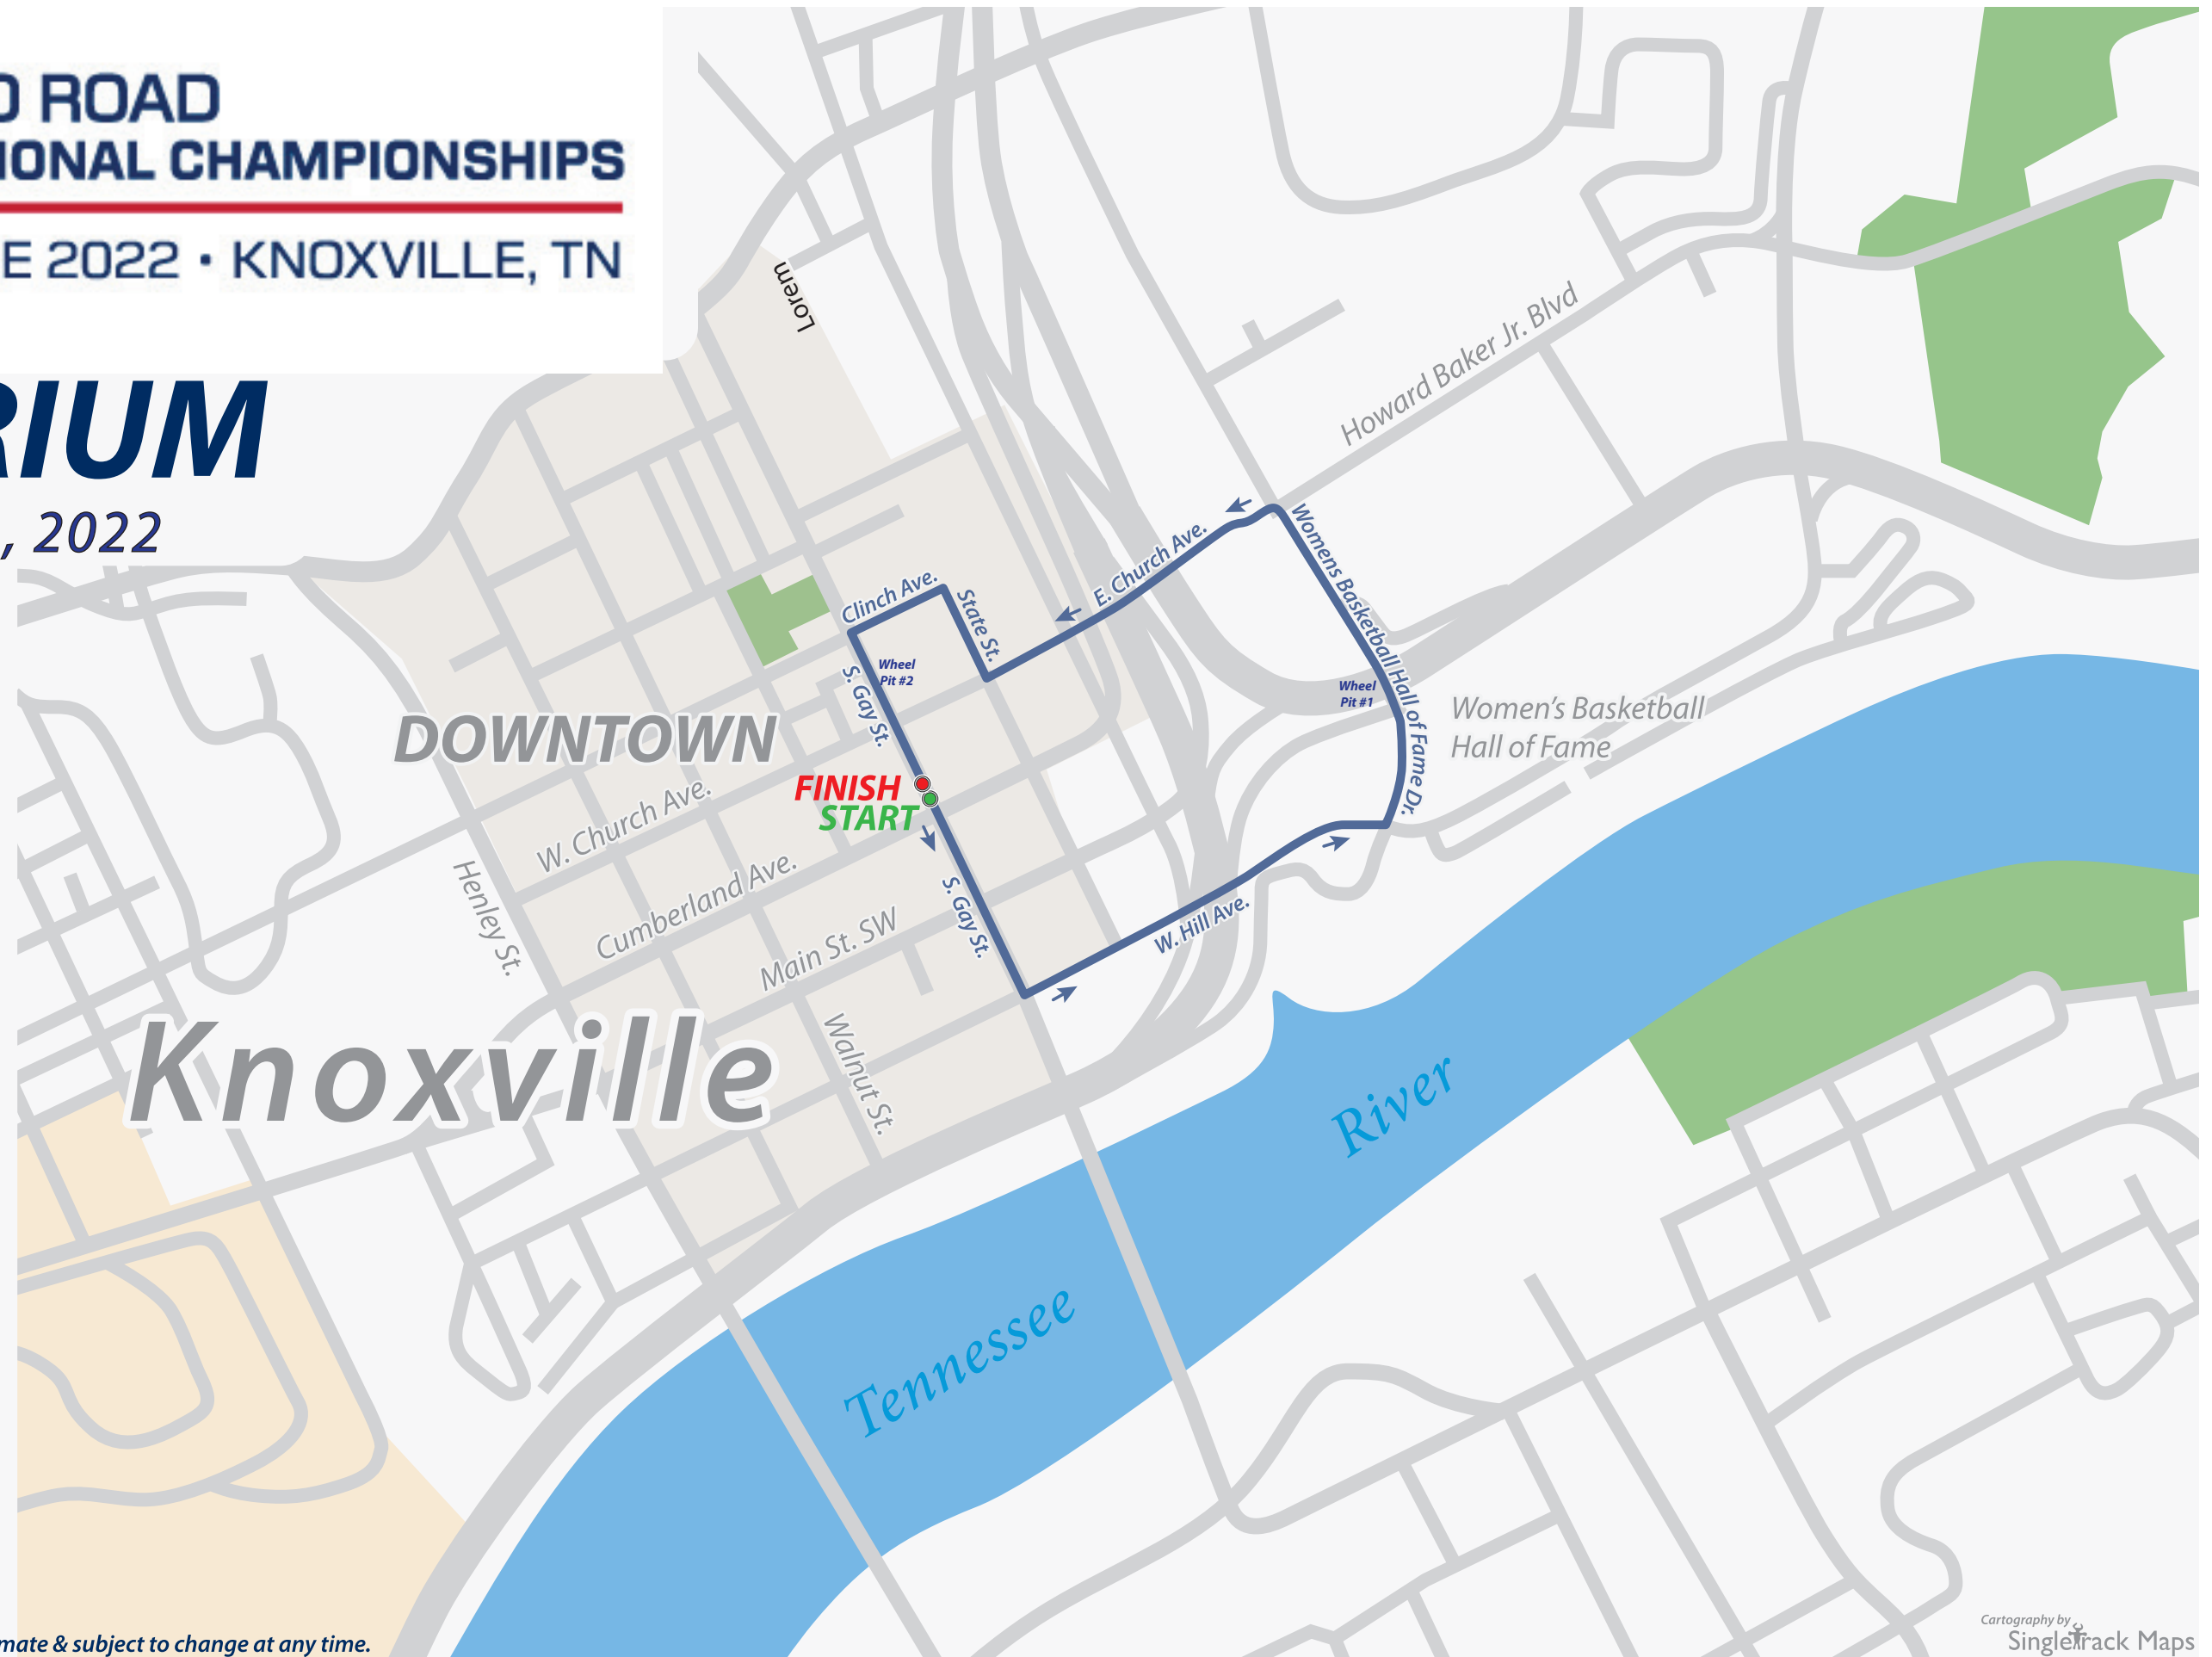 ROAD
IONAL CHAMPIONSHIPS
E 2022 • KNOXVILLE, TN
RIUM
, 2022
Lorem
Howard Baker Jr. Blvd
Womens Basketball Hall of Fame Dr.
E. Church Ave.
Clinch Ave.
State St.
Wheel
Pit #2
S. Gay St.
Wheel
Pit #1
Women's Basketball
Hall of Fame
DOWNTOWN
FINISH
START
W. Church Ave.
Henley St.
Cumberland Ave.
S. Gay St.
Main St. SW
W. Hill Ave.
Walnut St.
Knoxville
River
Tennessee
mate & subject to change at any time.
Cartography by
SingleTrack Maps